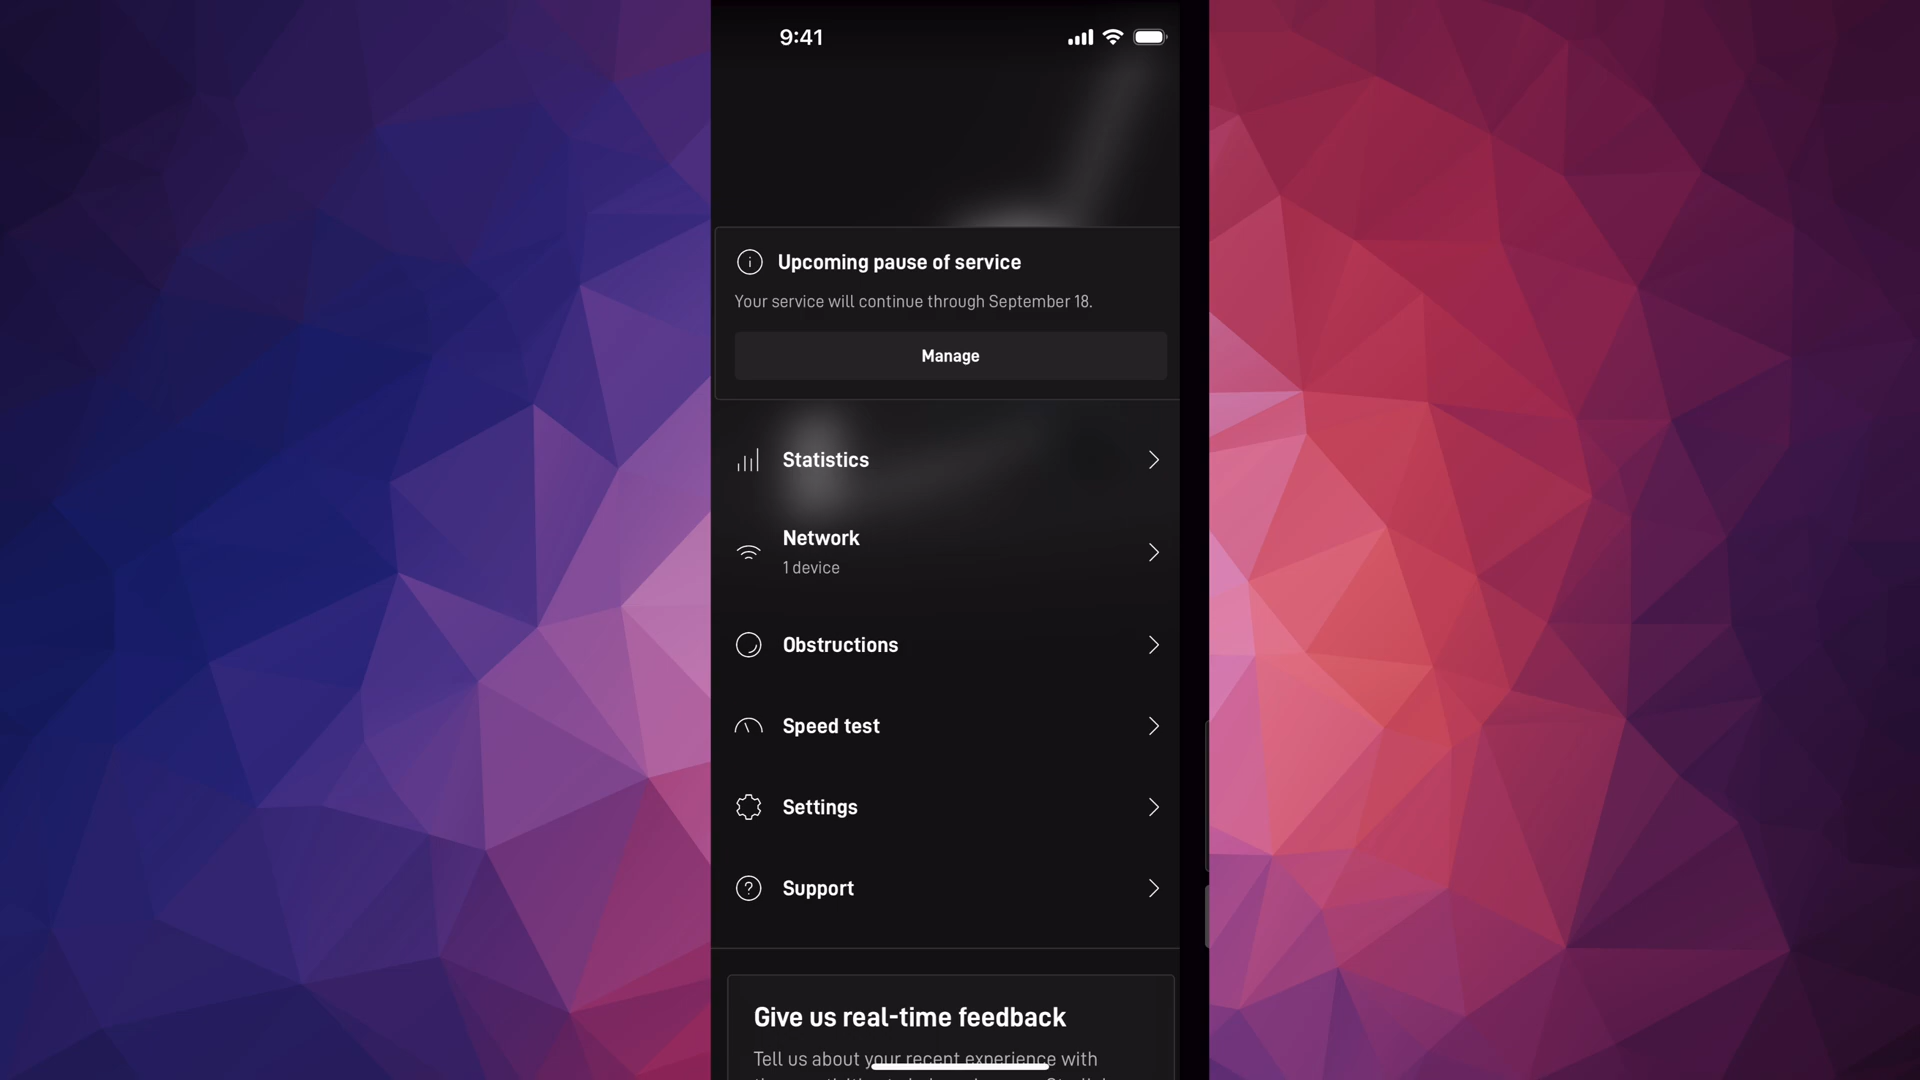 9:41
Upcoming pause of service
Your service will continue through September 18.
Manage
Statistics
Network
1 device
Obstructions
Speed test
Settings
Support
Give us real-time feedback
Tell us about your recent experience with